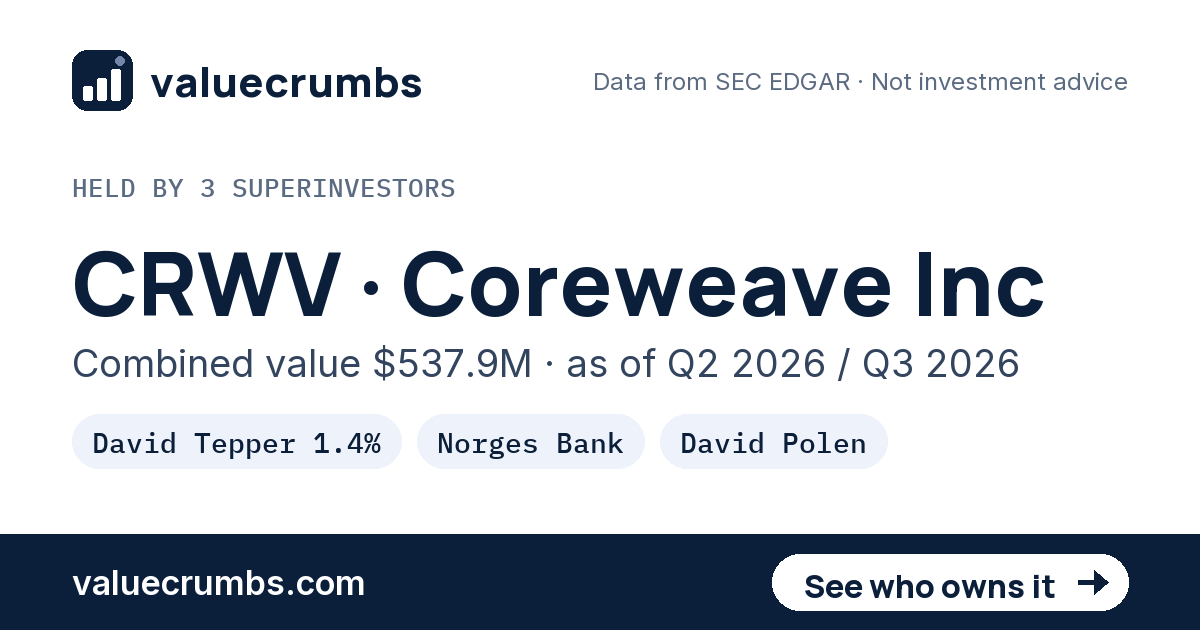 valuecrumbs
Data from SEC EDGAR · Not investment advice
HELD BY 3 SUPERINVESTORS
CRWV · Coreweave Inc
Combined value $537.9M · as of Q2 2026 / Q3 2026
David Tepper 1.4%
Norges Bank
David Polen
valuecrumbs.com
See who owns it →